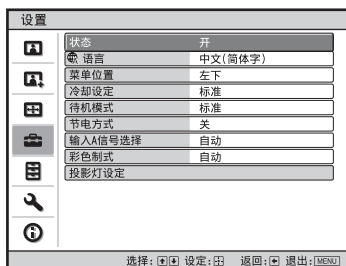 设置
状态 开
语言 中文(简体字)
菜单位置 左下
冷却设定 标准
待机模式 标准
节电方式 关
输入A信号选择 自动
彩色制式 自动
投影灯设定
选择: 设定: 返回: 退出: MENU